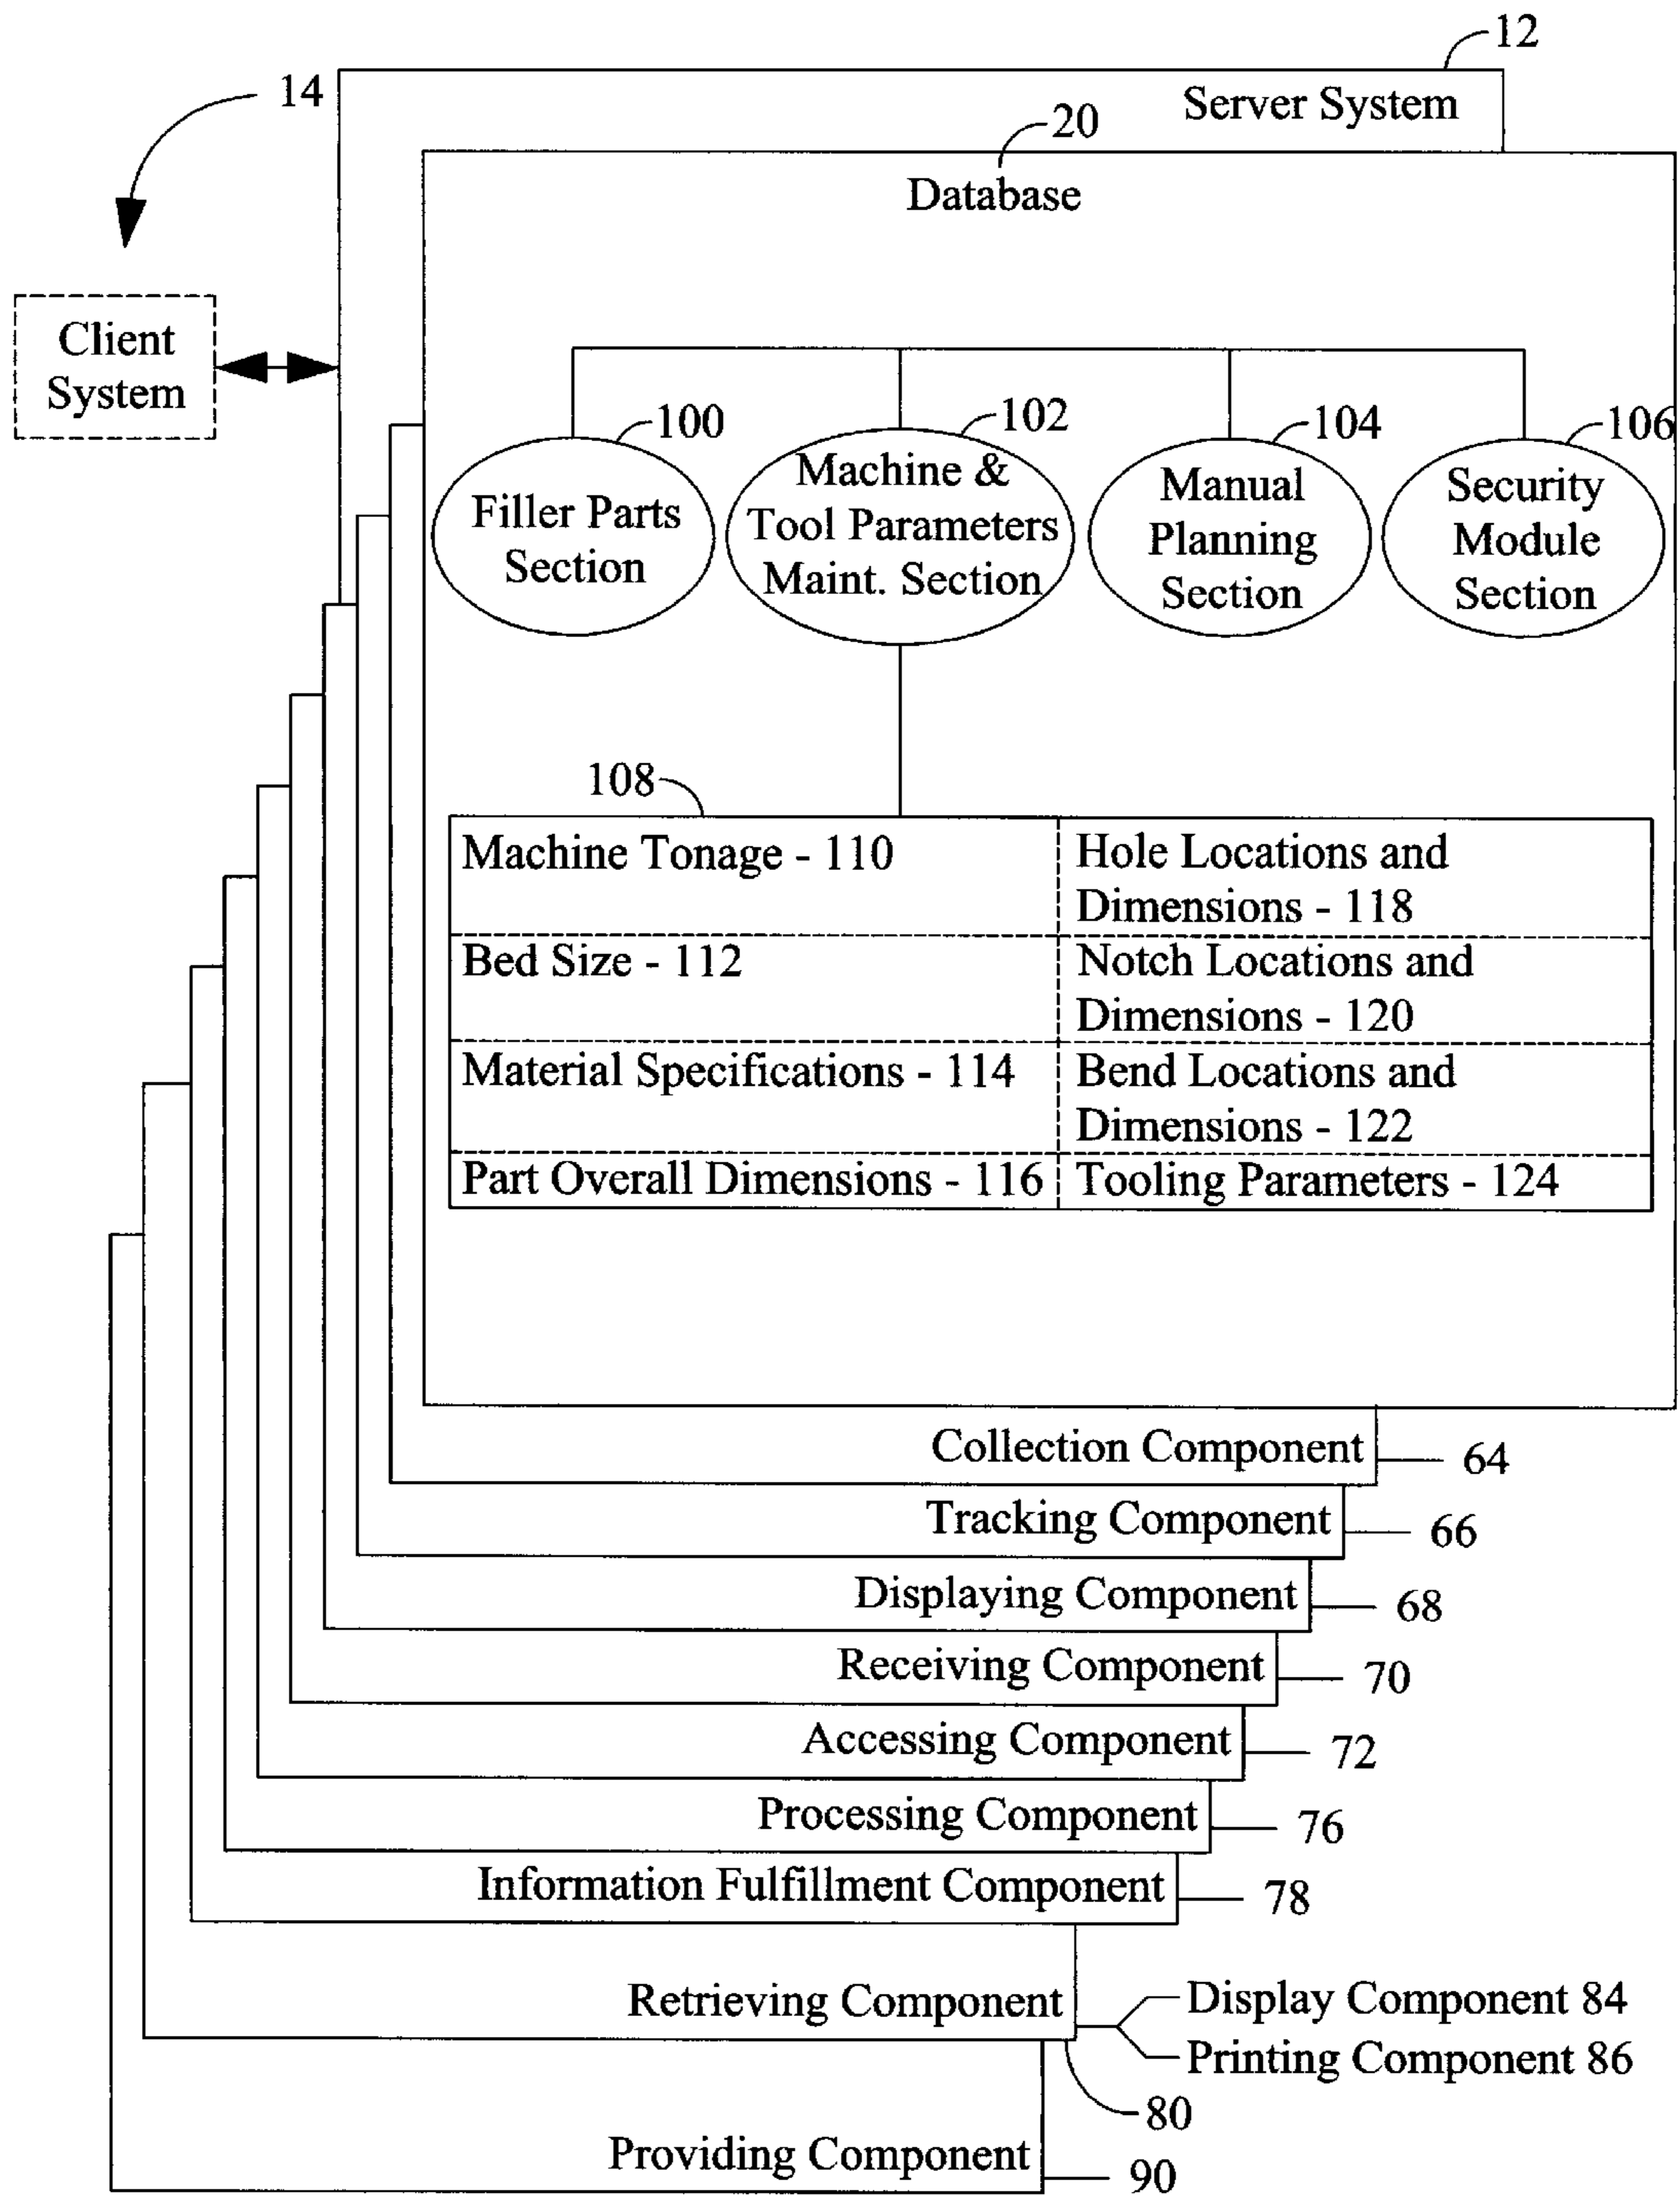 12
Server System
14
20
Database
Client
System
100
102
104
106
Filler Parts
Section
Machine &
Tool Parameters
Maint. Section
Manual
Planning
Section
Security
Module
Section
108
Machine Tonage - 110
Hole Locations and
Dimensions - 118
Bed Size - 112
Notch Locations and
Dimensions - 120
Material Specifications - 114
Bend Locations and
Dimensions - 122
Part Overall Dimensions - 116
Tooling Parameters - 124
Collection Component
64
Tracking Component
66
Displaying Component
68
Receiving Component
70
Accessing Component
72
Processing Component
76
Information Fulfillment Component
78
Retrieving Component
Display Component 84
Printing Component 86
80
Providing Component
90